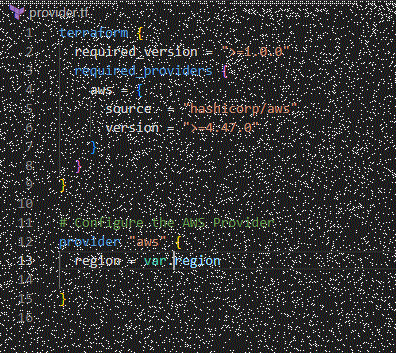 provider.tf
1 terraform {
2 required_version = ">=1.0.0"
3 required_providers {
4 aws = {
5 source = "hashicorp/aws"
6 version = ">=4.47.0"
7 }
8 }
9 }
10
11 # Configure the AWS Provider
12 provider "aws" {
13 region = var.region
14
15 }
16